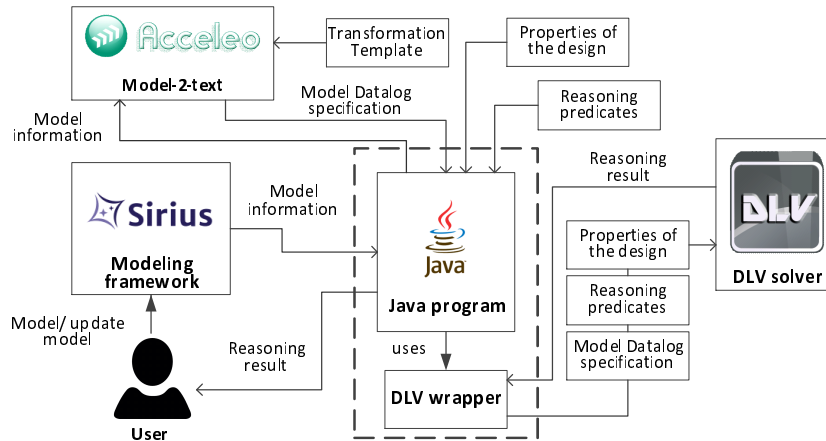 Acceleo
Model-2-text
Transformation
Template
Properties of
the design
Reasoning
predicates
Model Datalog
specification
Model
information
Sirius
Modeling
framework
Model
information
Java
Java program
Reasoning
result
DLV
DLV solver
Properties of
the design
Reasoning
predicates
Model Datalog
specification
Model/ update
model
User
Reasoning
result
uses
DLV wrapper